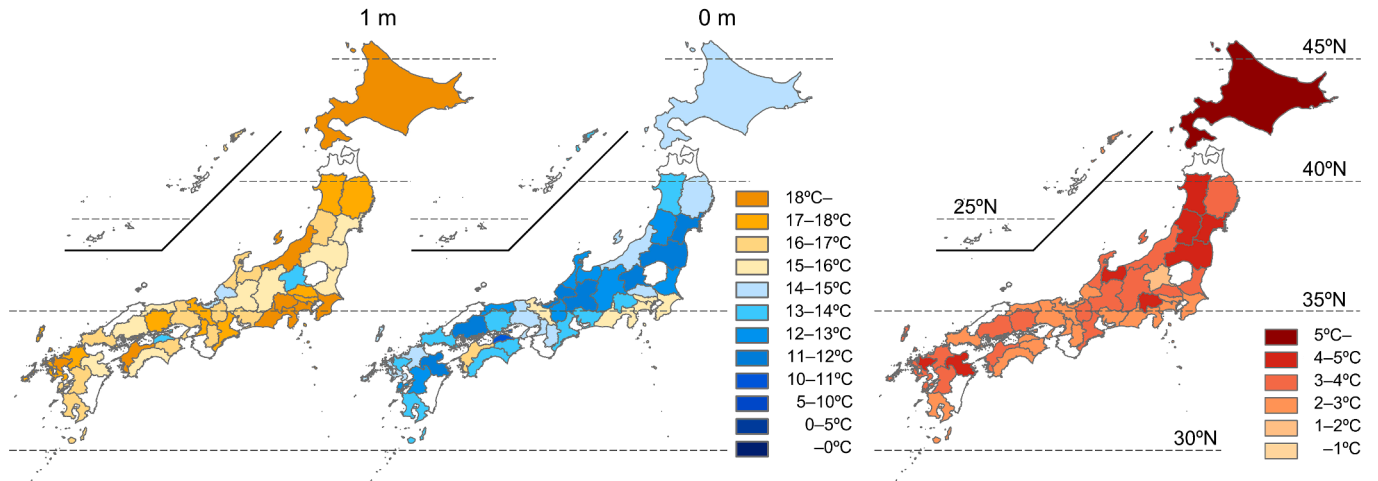 1 m
0 m
45ºN
40ºN
25ºN
35ºN
30ºN
18ºC–
17–18ºC
16–17ºC
15–16ºC
14–15ºC
13–14ºC
12–13ºC
11–12ºC
10–11ºC
5–10ºC
0–5ºC
–0ºC
5ºC–
4–5ºC
3–4ºC
2–3ºC
1–2ºC
–1ºC